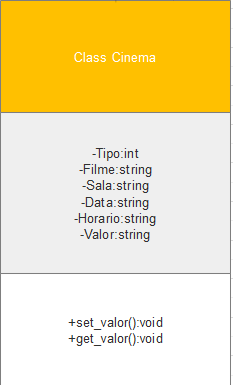 Class Cinema
-Tipo:int
-Filme:string
-Sala:string
-Data:string
-Horario:string
-Valor:string
+set_valor():void
+get_valor():void